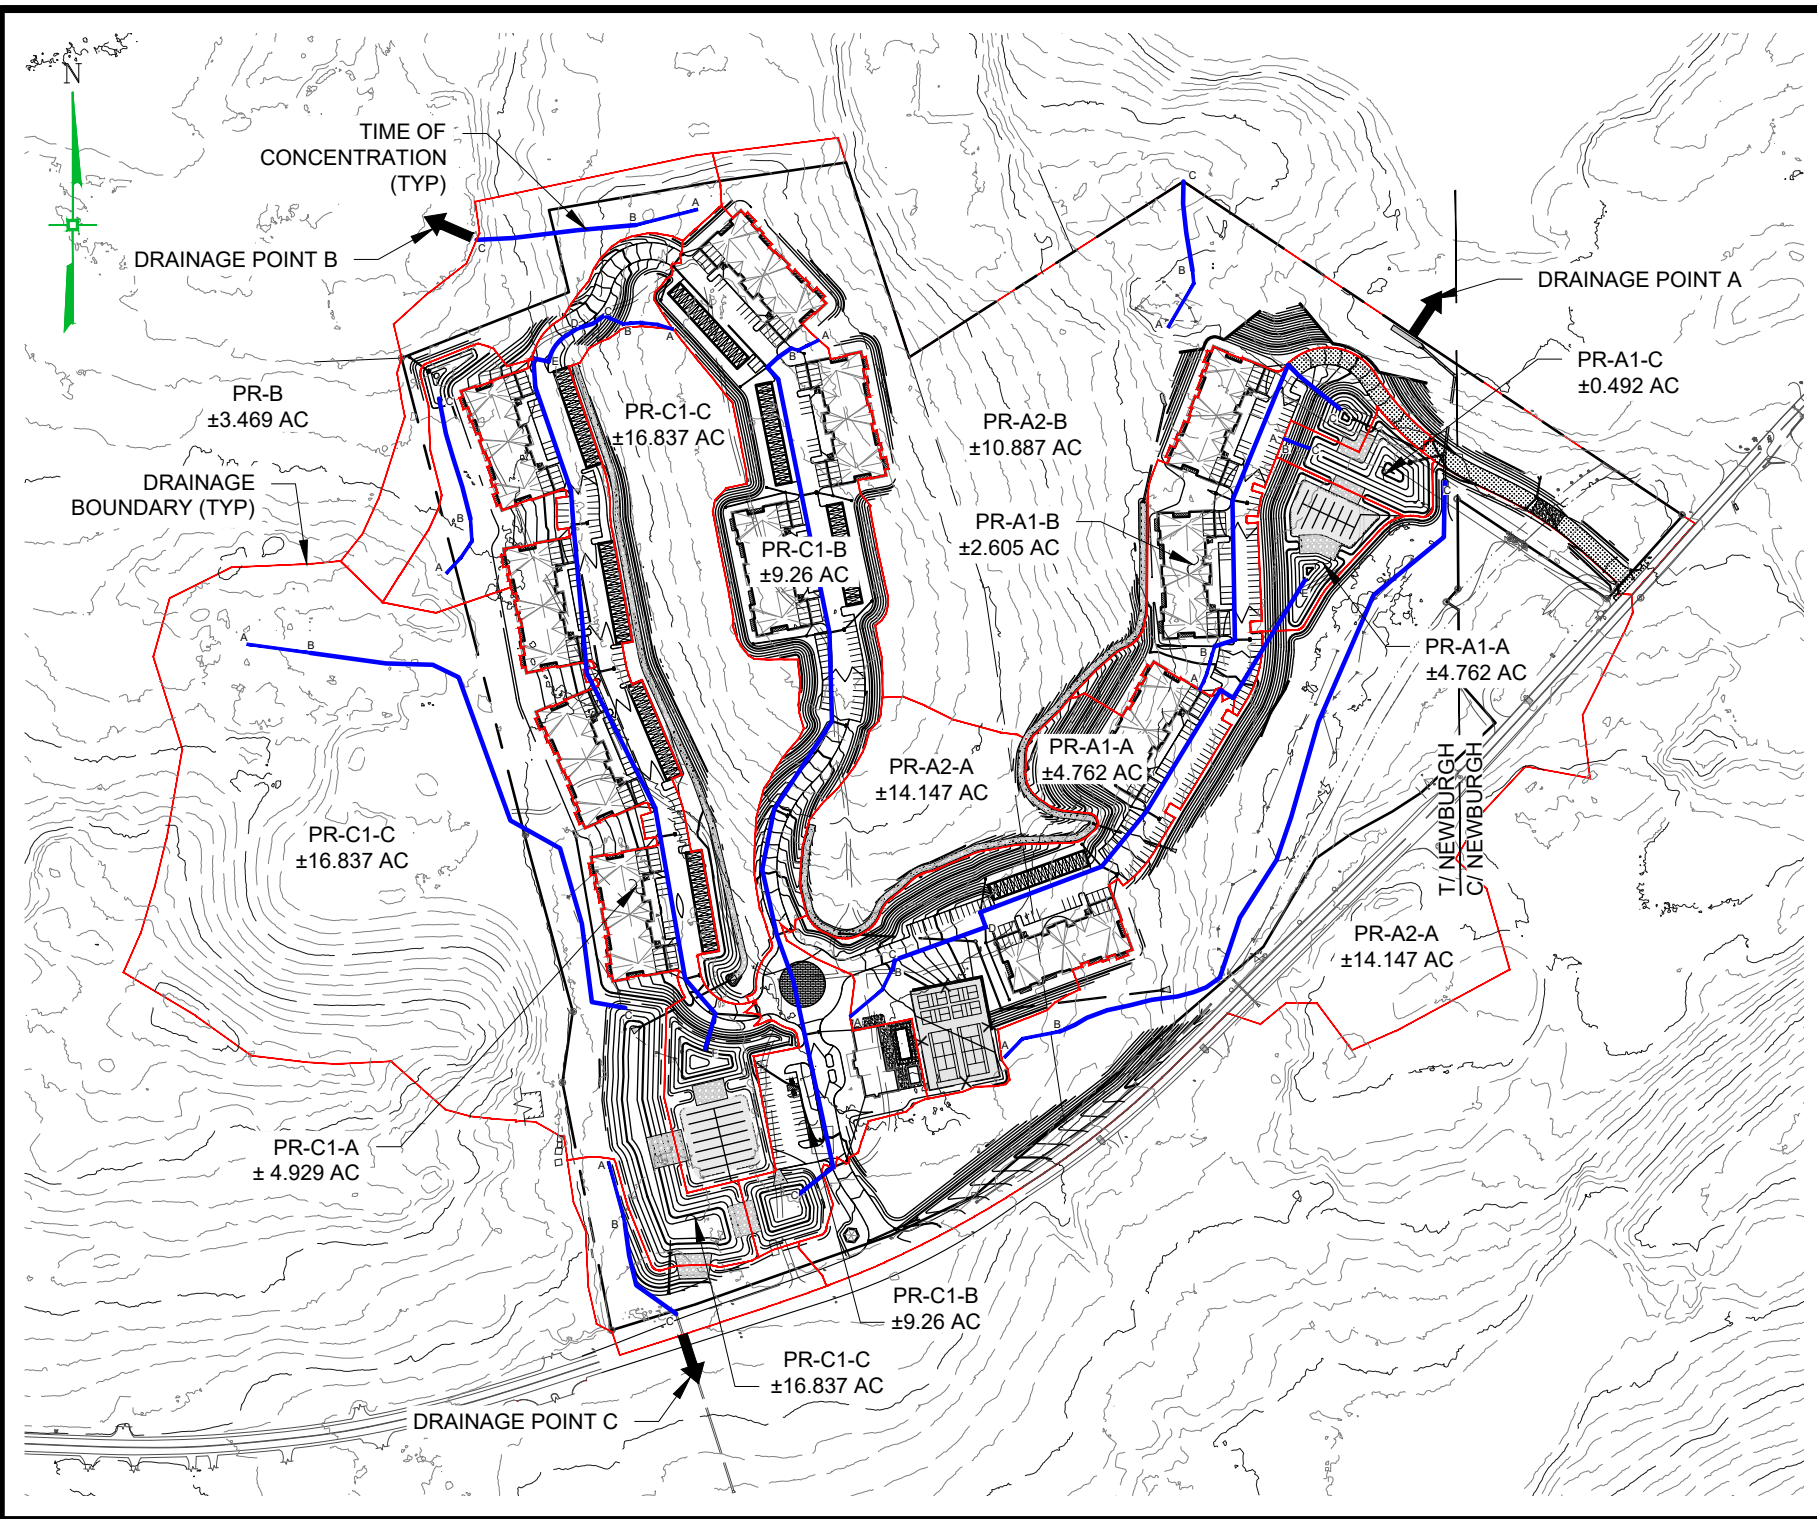 N
TIME OF
CONCENTRATION
(TYP)
DRAINAGE POINT B
DRAINAGE POINT A
PR-A1-C
±0.492 AC
PR-B
±3.469 AC
PR-C1-C
±16.837 AC
PR-A2-B
±10.887 AC
DRAINAGE
BOUNDARY (TYP)
PR-A1-B
±2.605 AC
PR-C1-B
±9.26 AC
PR-A1-A
±4.762 AC
PR-A1-A
±4.762 AC
PR-A2-A
±14.147 AC
T/ NEWBURGH
C/ NEWBURGH
PR-C1-C
±16.837 AC
PR-A2-A
±14.147 AC
PR-C1-A
± 4.929 AC
PR-C1-B
±9.26 AC
PR-C1-C
±16.837 AC
DRAINAGE POINT C